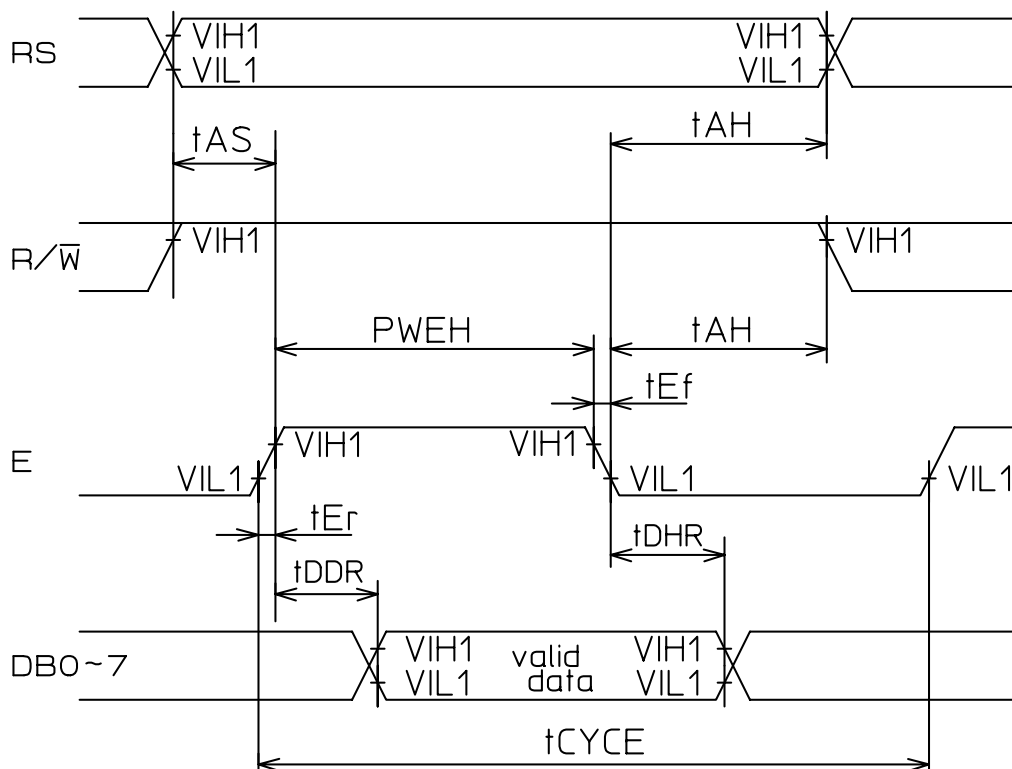 RS
VIH1
VIL1
VIH1
VIL1
tAS
tAH
R/W̅
VIH1
VIH1
PWEH
tAH
tEf
E
VIH1
VIH1
VIL1
VIL1
VIL1
tEr
tDHR
tDDR
DB0~7
VIH1
VIL1
valid
data
VIH1
VIL1
tCYCE